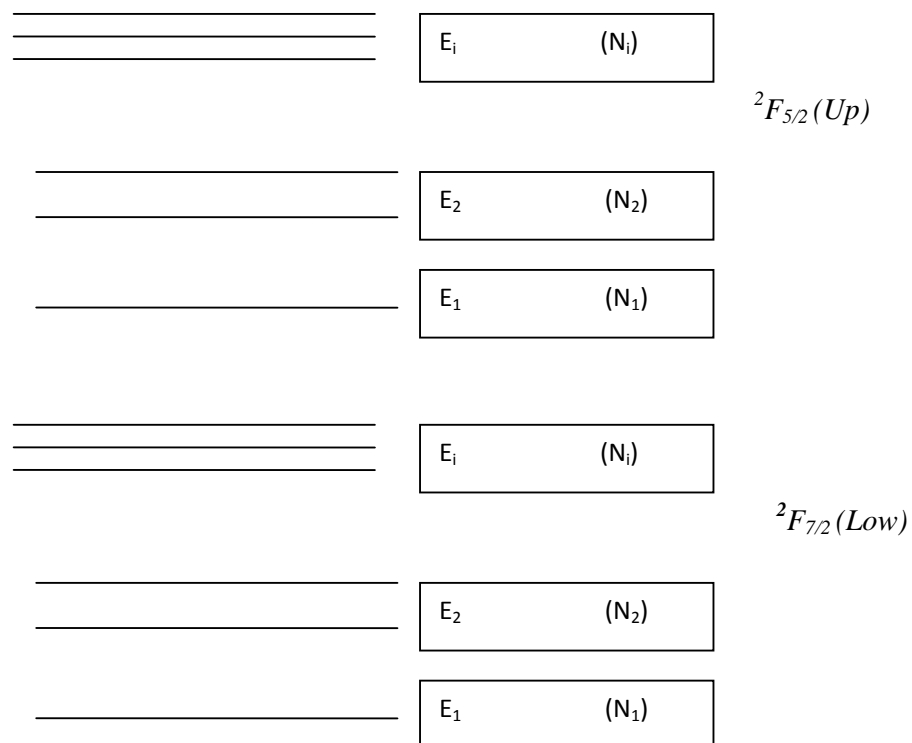 Eᵢ (Nᵢ)
²F₅/₂ (Up)
E₂ (N₂)
E₁ (N₁)
Eᵢ (Nᵢ)
²F₇/₂ (Low)
E₂ (N₂)
E₁ (N₁)